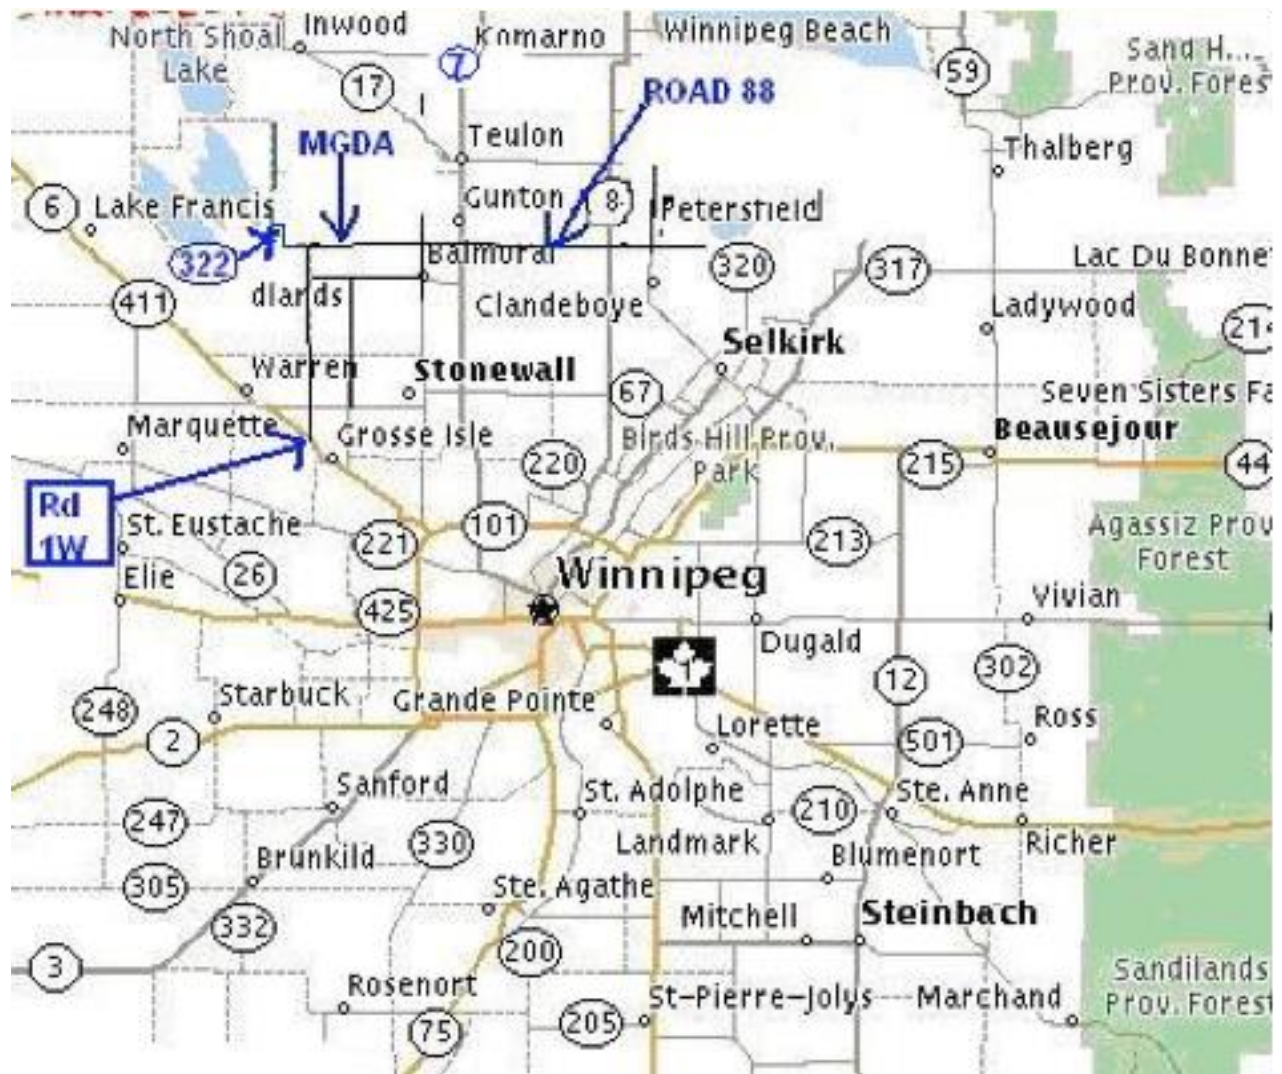 Inwood
Komarno
Winnipeg Beach
North Shoal
Lake
7
17
59
Sand H...
Prov. Fores
ROAD 88
MGDA
Teulon
Thalberg
6
Lake Francis
Gunton
8
Petersfield
322
Balmoral
320
317
Lac Du Bonne
411
dlands
Clandeboye
Ladywood
214
Selkirk
Warren
Stonewall
67
Seven Sisters Fa
Marquette
Grosse Isle
Birds Hill Prov.
Park
Beausejour
220
215
44
Rd
1W
St. Eustache
221
101
213
Agassiz Prov
Forest
Elie
26
Winnipeg
425
Vivian
Dugald
1
302
12
248
Starbuck
Grande Pointe
Lorette
Ross
2
501
Sanford
St. Adolphe
210
Ste. Anne
247
330
Landmark
Blumenort
Richer
Brunkild
305
Ste. Agathe
332
Mitchell
Steinbach
3
200
Rosenort
St-Pierre-Jolys
Marchand
Sandilands
Prov. Forest
75
205